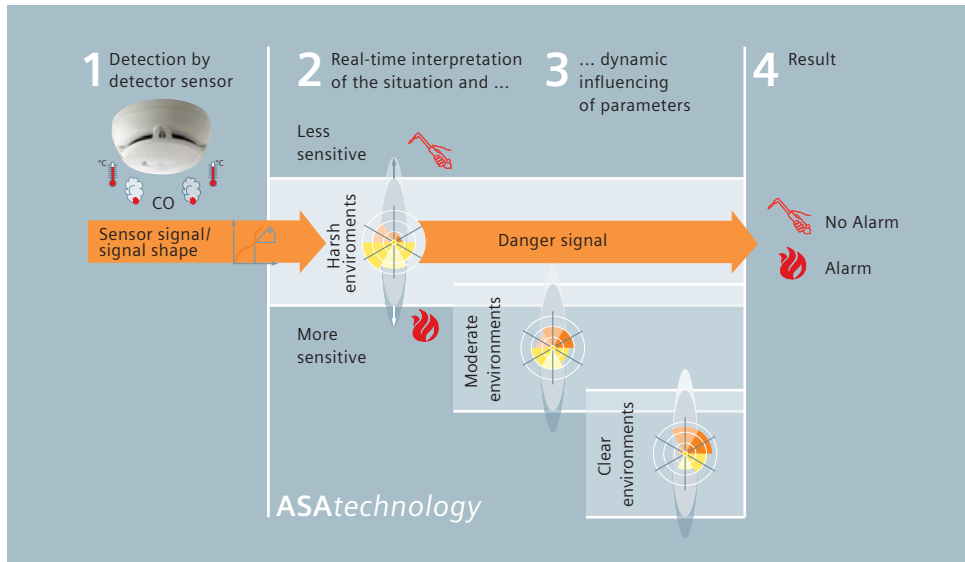 1 Detection by
detector sensor
2 Real-time interpretation
of the situation and ...
3 ... dynamic
influencing
of parameters
4 Result
°C
°C
CO
Less
sensitive
Sensor signal/
signal shape
Harsh
enviroments
Danger signal
No Alarm
Alarm
More
sensitive
Moderate
environments
Clear
environments
ASAtechnology